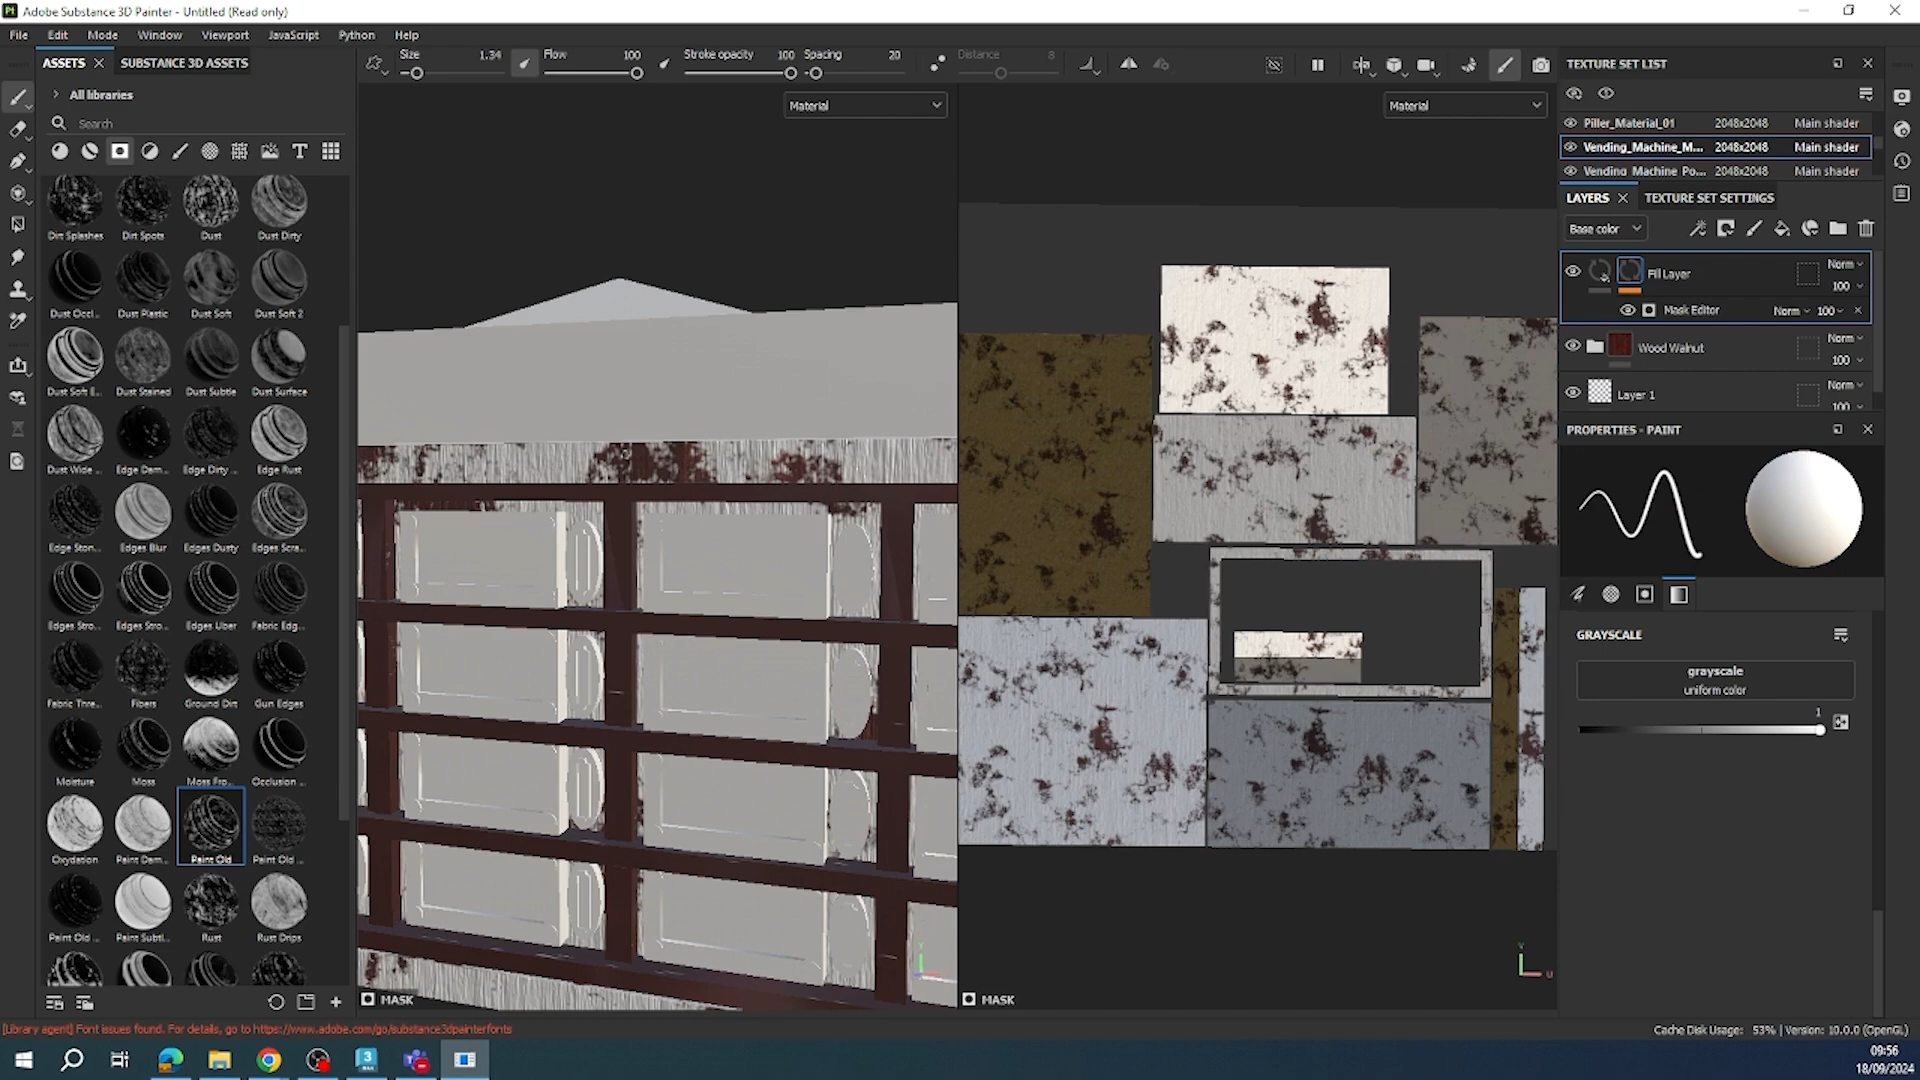 Adobe Substance 3D Painter - Untitled (Read only)
File Edit Mode Window Viewport JavaScript Python Help
ASSETS SUBSTANCE 3D ASSETS
Size 1.34 Flow 100 Stroke opacity 100 Spacing 20 Distance 8
All libraries
Search
Material
Material
Dirt Splashes Dirt Spots Dust Dust Dirty
Dust Occl... Dust Plastic Dust Soft Dust Soft 2
Dust Soft E... Dust Stained Dust Subtle Dust Surface
Dust Wide ... Edge Dam... Edge Dirty ... Edge Rust
Edge Ston... Edges Blur Edges Dusty Edges Scra...
Edges Stro... Edges Stro... Edges Uber Fabric Edg...
Fabric Thre... Fibers Ground Dirt Gun Edges
Moisture Moss Moss Fro... Occlusion ...
Oxydation Paint Dam... Paint Old Paint Old ...
Paint Old ... Paint Subtl... Rust Rust Drips
MASK
MASK
TEXTURE SET LIST
Piller_Material_01 2048x2048 Main shader
Vending_Machine_M... 2048x2048 Main shader
Vending_Machine_Po... 2048x2048 Main shader
LAYERS TEXTURE SET SETTINGS
Base color
Fill Layer Norm 100
Mask Editor Norm 100
Wood Walnut Norm 100
Layer 1 Norm 100
PROPERTIES - PAINT
GRAYSCALE
grayscale
uniform color
1
[Library agent] Font issues found. For details, go to https://www.adobe.com/go/substance3dpainterfonts
Cache Disk Usage: 53% | Version: 10.0.0 (OpenGL)
09:56
18/09/2024